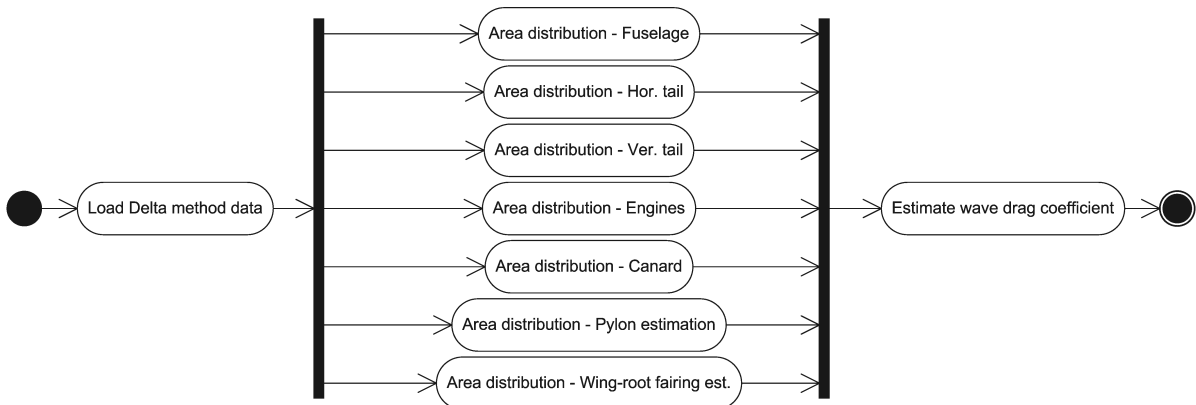 Area distribution - Fuselage
Area distribution - Hor. tail
Area distribution - Ver. tail
Load Delta method data
Area distribution - Engines
Estimate wave drag coefficient
Area distribution - Canard
Area distribution - Pylon estimation
Area distribution - Wing-root fairing est.